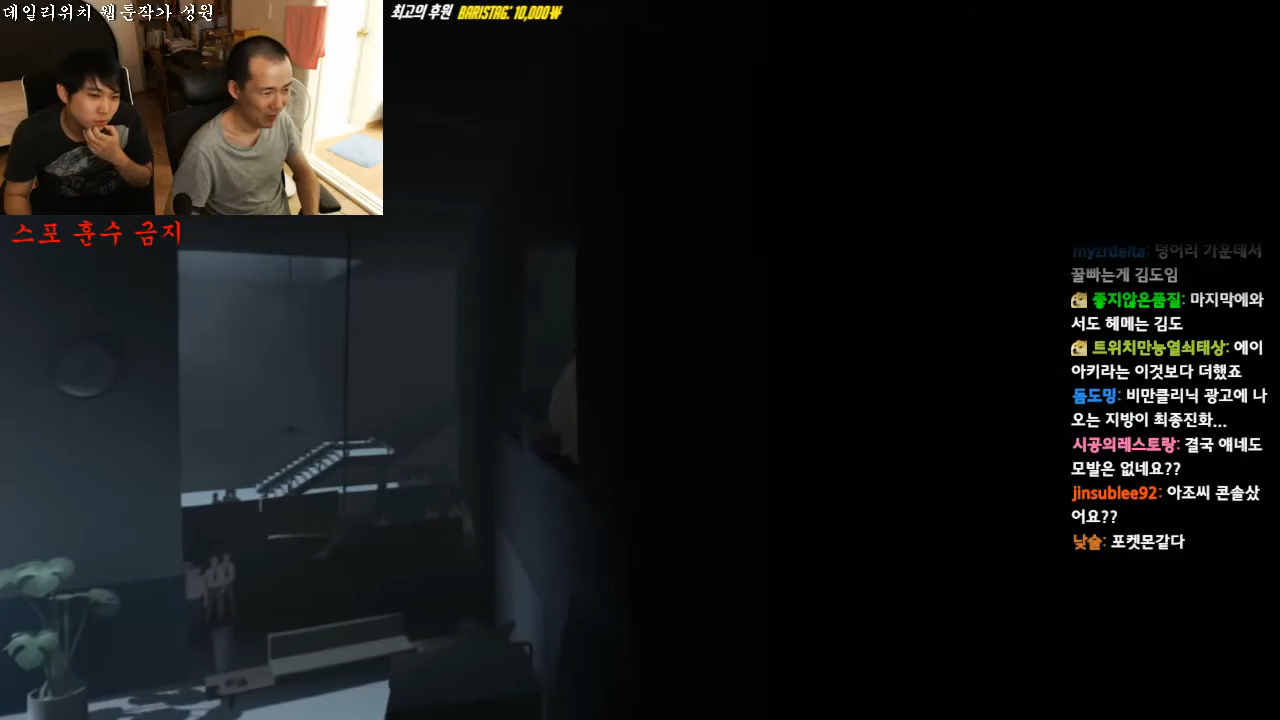 데일리위치 웹툰작가 성원
최고의 후원 BARISTAG: 10,000₩
스포 훈수 금지
myzrdelta: 덩어리 가운데서
꿀빠는게 김도임
좋지않은품질: 마지막에와
서도 헤메는 김도
트위치만능열쇠태상: 에이
아키라는 이것보다 더했죠
돔도밍: 비만클리닉 광고에 나
오는 지방이 최종진화...
시공의레스토랑: 결국 얘네도
모발은 없네요??
jinsublee92: 아조씨 콘솔샀
어요??
낮술: 포켓몬같다